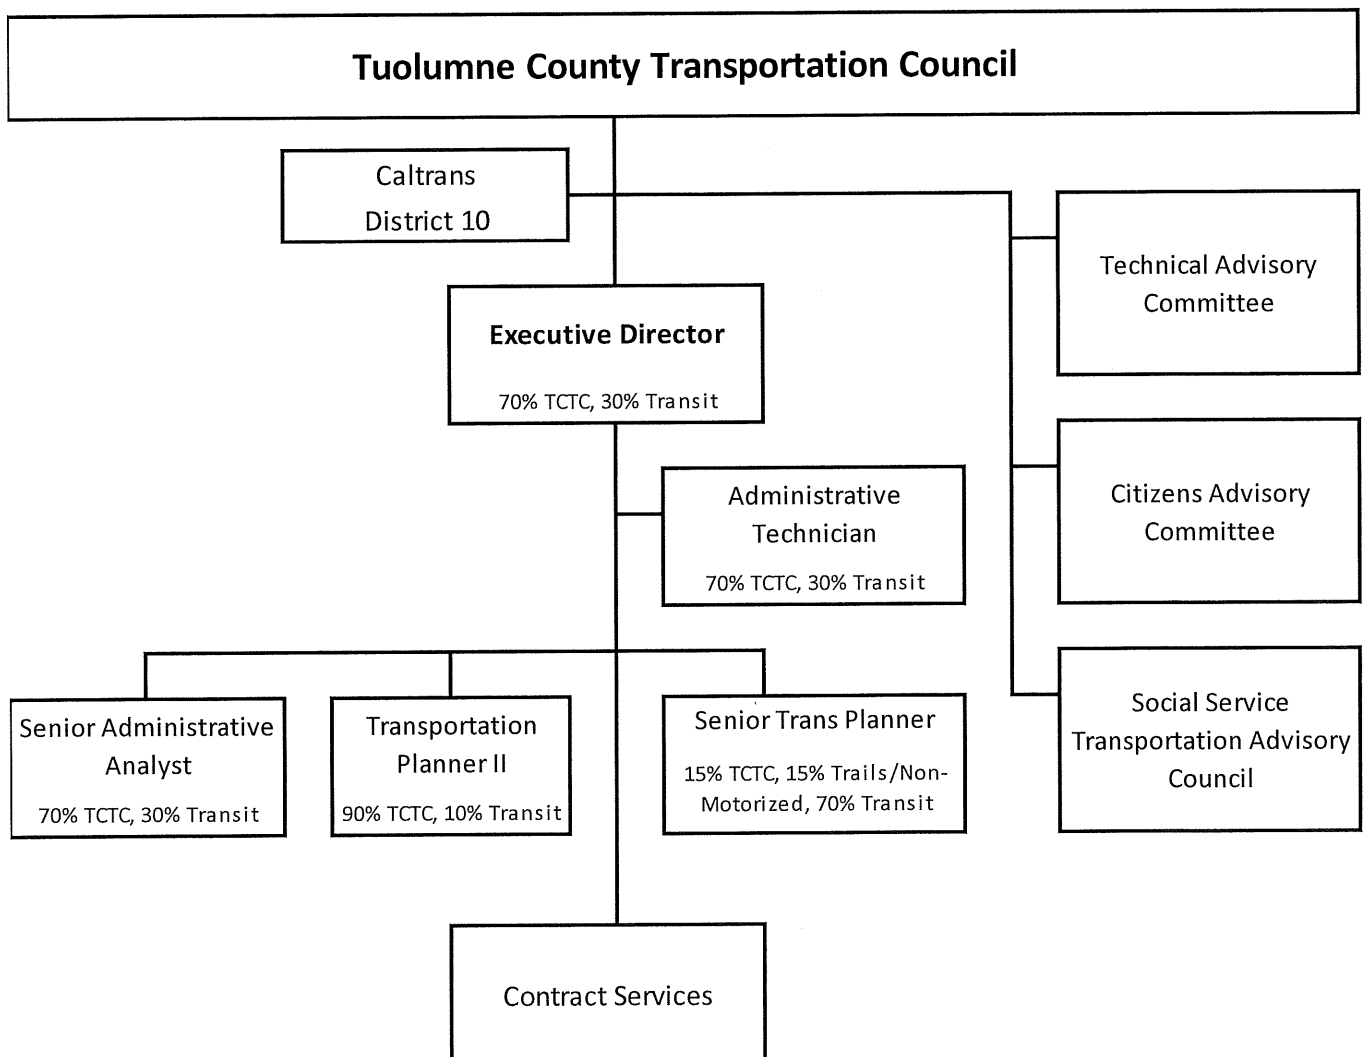 Tuolumne County Transportation Council
Caltrans
District 10
Executive Director
70% TCTC, 30% Transit
Technical Advisory
Committee
Administrative
Technician
70% TCTC, 30% Transit
Citizens Advisory
Committee
Senior Administrative
Analyst
70% TCTC, 30% Transit
Transportation
Planner II
90% TCTC, 10% Transit
Senior Trans Planner
15% TCTC, 15% Trails/Non-
Motorized, 70% Transit
Social Service
Transportation Advisory
Council
Contract Services